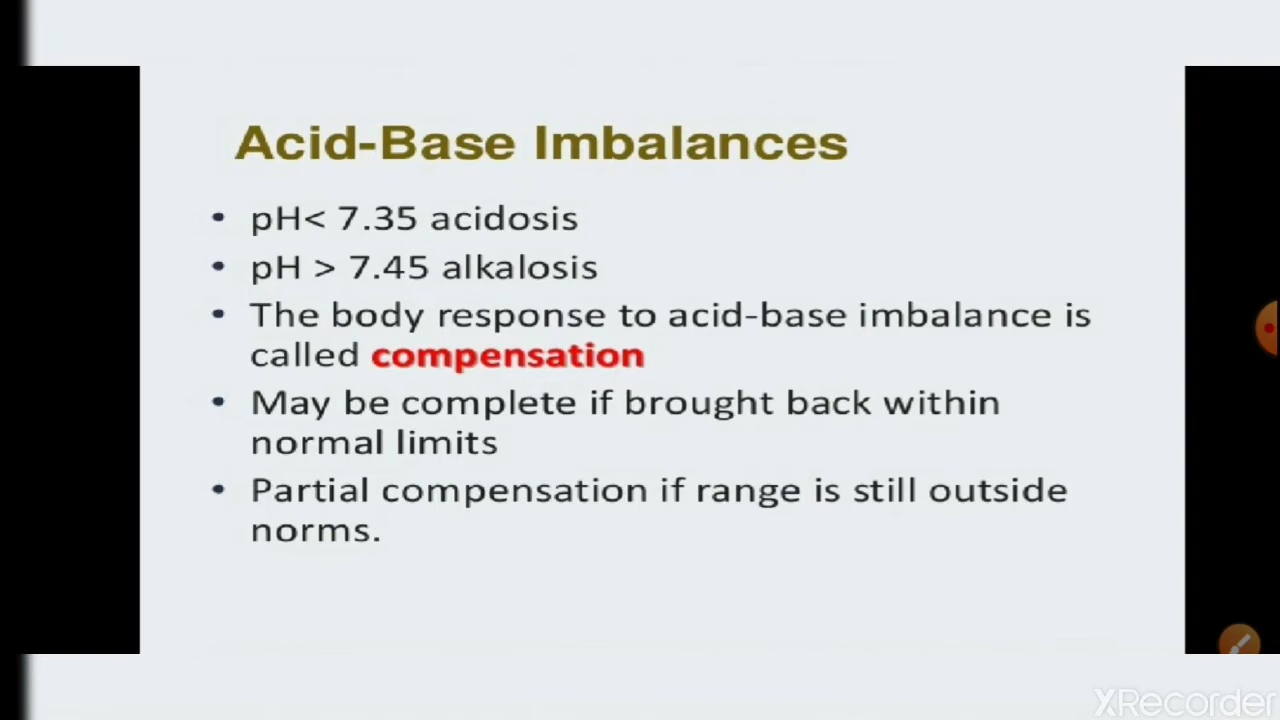 Acid-Base Imbalances
• pH< 7.35 acidosis
• pH > 7.45 alkalosis
• The body response to acid-base imbalance is
called compensation
• May be complete if brought back within
normal limits
• Partial compensation if range is still outside
norms.
XRecorder